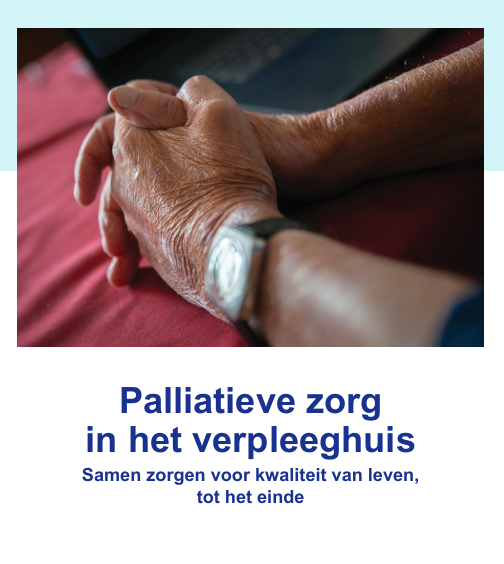 Palliatieve zorg
in het verpleeghuis
Samen zorgen voor kwaliteit van leven,
tot het einde